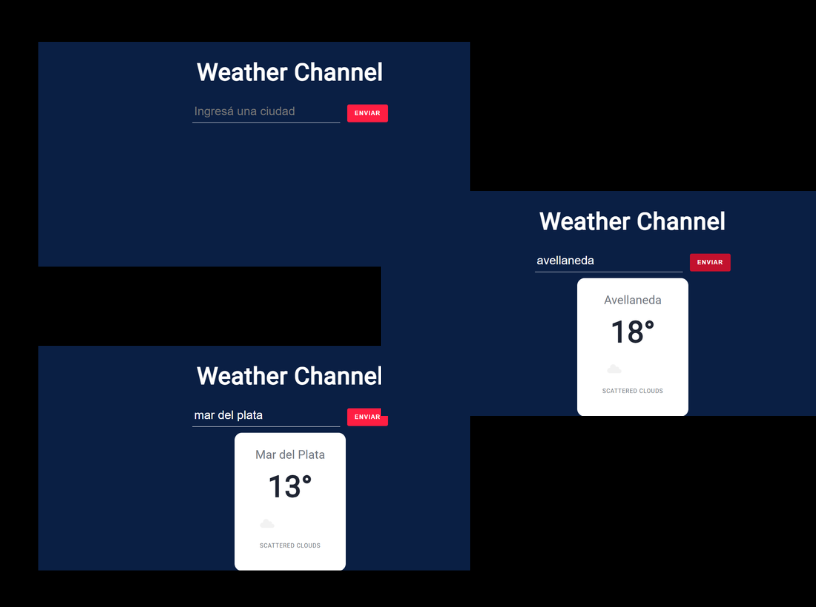 Weather Channel
Ingresá una ciudad
ENVIAR
Weather Channel
avellaneda
ENVIAR
Avellaneda
18°
SCATTERED CLOUDS
Weather Channel
mar del plata
ENVIAR
Mar del Plata
13°
SCATTERED CLOUDS